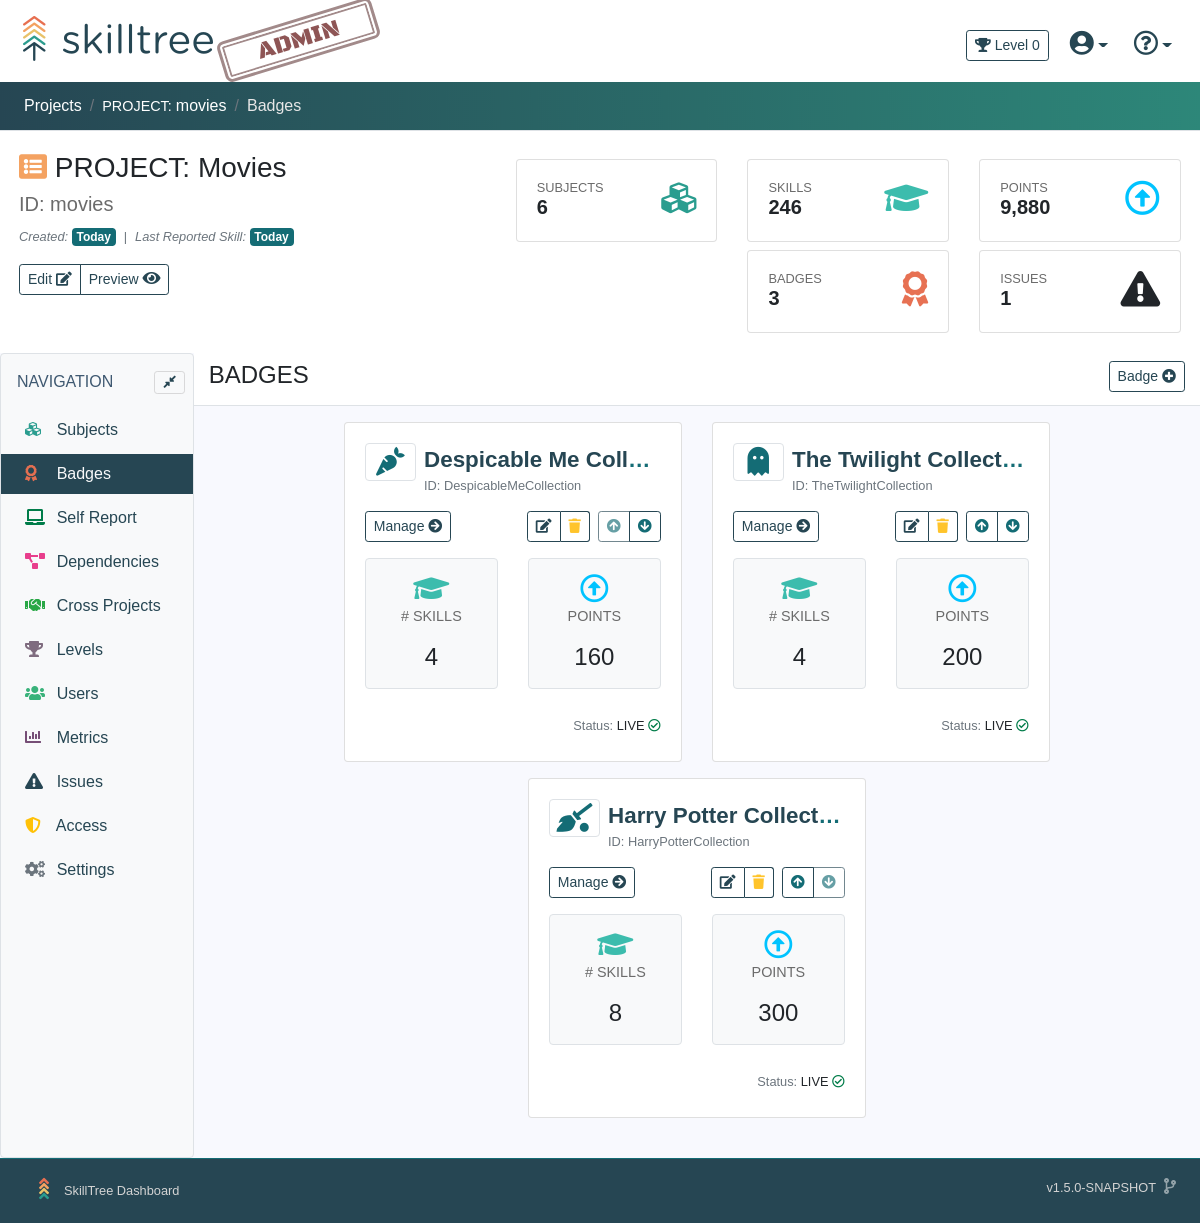 skilltree
ADMIN
Level 0
Projects / PROJECT: movies / Badges
PROJECT: Movies
ID: movies
Created: Today | Last Reported Skill: Today
Edit Preview
SUBJECTS
6
SKILLS
246
POINTS
9,880
BADGES
3
ISSUES
1
NAVIGATION
Subjects
Badges
Self Report
Dependencies
Cross Projects
Levels
Users
Metrics
Issues
Access
Settings
BADGES
Badge
Despicable Me Coll…
ID: DespicableMeCollection
Manage
# SKILLS
4
POINTS
160
Status: LIVE
The Twilight Collect…
ID: TheTwilightCollection
Manage
# SKILLS
4
POINTS
200
Status: LIVE
Harry Potter Collect…
ID: HarryPotterCollection
Manage
# SKILLS
8
POINTS
300
Status: LIVE
SkillTree Dashboard
v1.5.0-SNAPSHOT